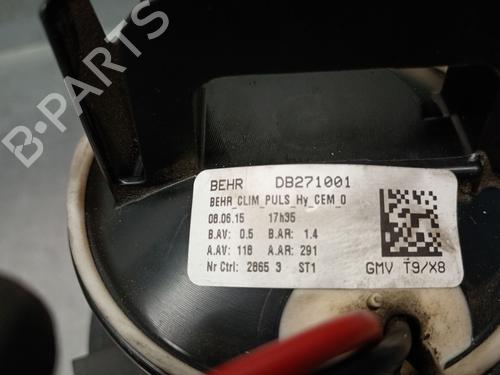 B-PARTS
BEHR DB271001
BEHR_CLIM_PULS_Hy_CEM_0
08.06.15 17h35
B.AV: 0.5 B.AR: 1.4
A.AV: 118 A.AR: 291
Nr Ctrl: 2865 3 ST1
GMV T9/X8